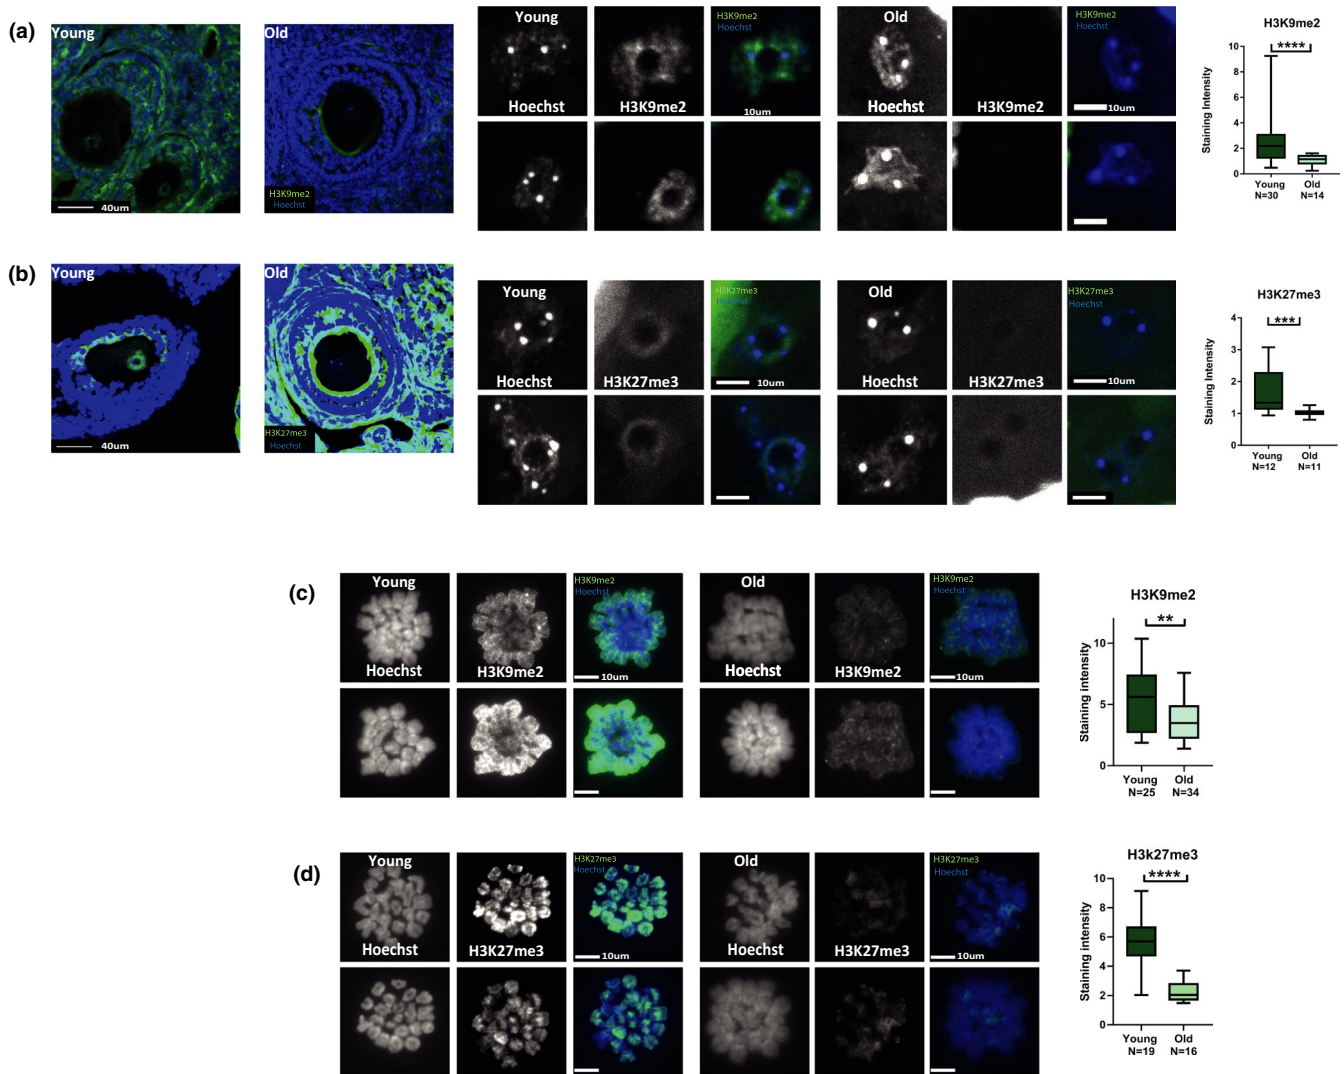 (a)
Young
Old
H3K9me2
Hoechst
40um
Young
Hoechst
H3K9me2
H3K9me2
Hoechst
10um
Old
Hoechst
H3K9me2
H3K9me2
Hoechst
10um
H3K9me2
****
Staining Intensity
10
8
6
4
2
0
Young
N=30
Old
N=14
(b)
Young
Old
H3K27me3
Hoechst
40um
Young
Hoechst
H3K27me3
H3K27me3
Hoechst
10um
Old
Hoechst
H3K27me3
H3K27me3
Hoechst
10um
H3K27me3
***
Staining Intensity
4
3
2
1
0
Young
N=12
Old
N=11
(c)
Young
Hoechst
H3K9me2
H3K9me2
Hoechst
10um
Old
Hoechst
H3K9me2
H3K9me2
Hoechst
10um
H3K9me2
**
Staining intensity
10
5
0
Young
N=25
Old
N=34
(d)
Young
Hoechst
H3K27me3
H3K27me3
Hoechst
10um
Old
Hoechst
H3K27me3
H3K27me3
Hoechst
10um
H3k27me3
****
Staining intensity
10
8
6
4
2
0
Young
N=19
Old
N=16